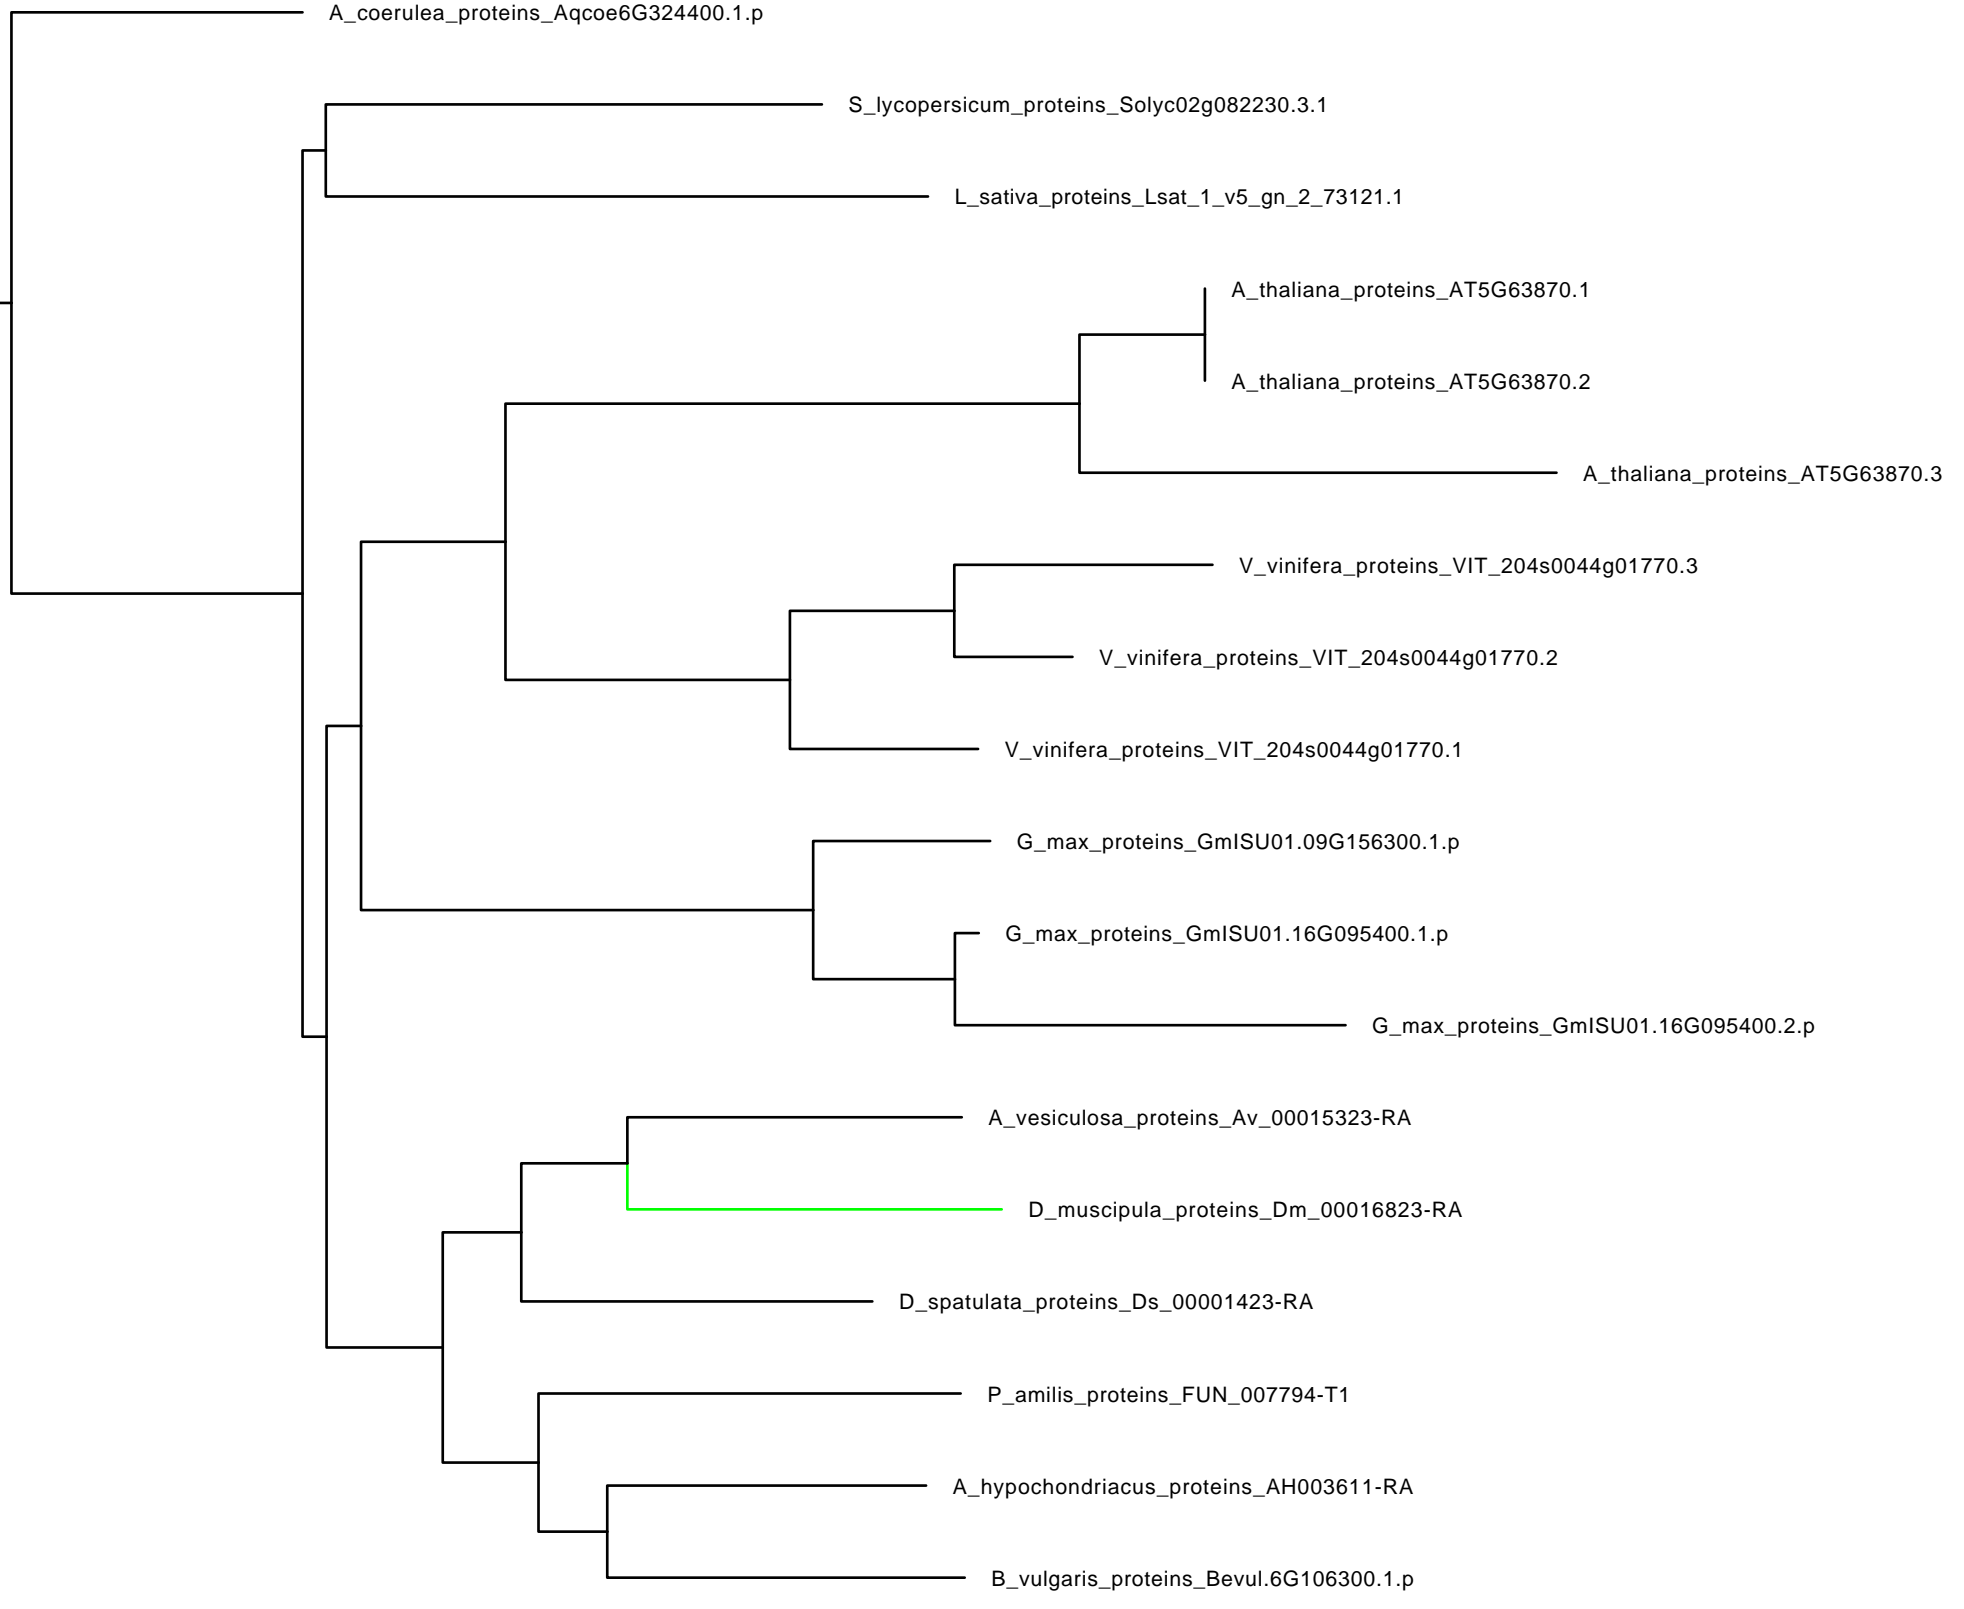 A_coerulea_proteins_Aqcoe6G324400.1.p
S_lycopersicum_proteins_Solyc02g082230.3.1
L_sativa_proteins_Lsat_1_v5_gn_2_73121.1
A_thaliana_proteins_AT5G63870.1
A_thaliana_proteins_AT5G63870.2
A_thaliana_proteins_AT5G63870.3
V_vinifera_proteins_VIT_204s0044g01770.3
V_vinifera_proteins_VIT_204s0044g01770.2
V_vinifera_proteins_VIT_204s0044g01770.1
G_max_proteins_GmISU01.09G156300.1.p
G_max_proteins_GmISU01.16G095400.1.p
G_max_proteins_GmISU01.16G095400.2.p
A_vesiculosa_proteins_Av_00015323-RA
D_muscipula_proteins_Dm_00016823-RA
D_spatulata_proteins_Ds_00001423-RA
P_amilis_proteins_FUN_007794-T1
A_hypochondriacus_proteins_AH003611-RA
B_vulgaris_proteins_Bevul.6G106300.1.p